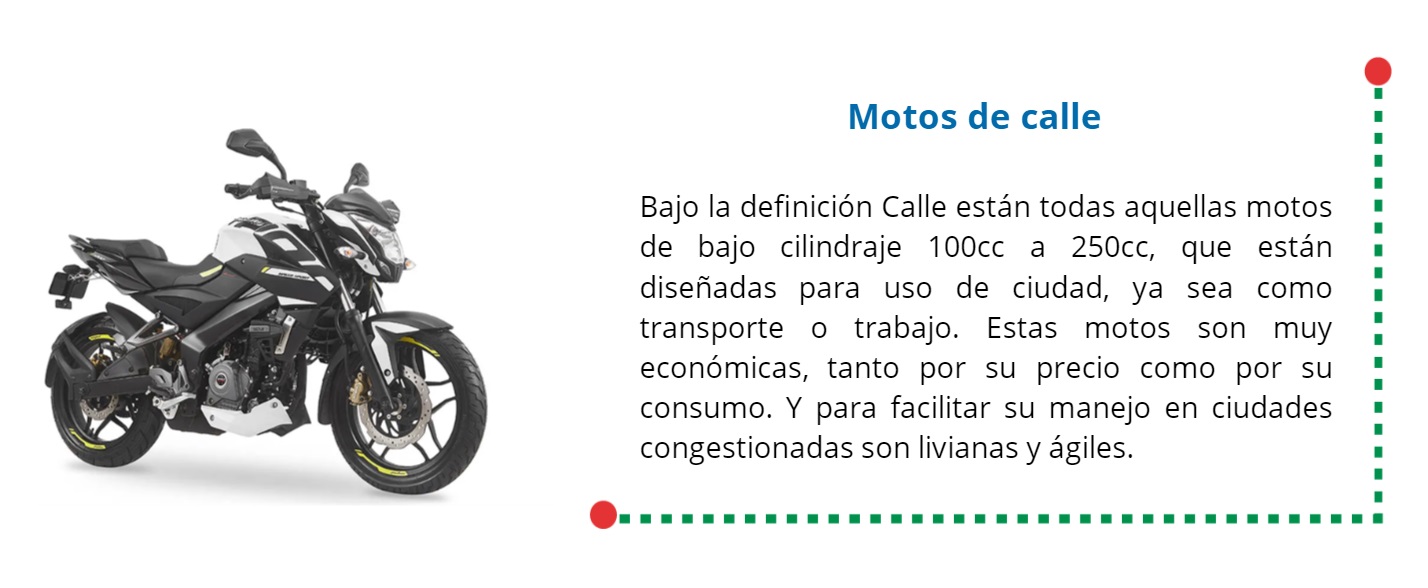 Motos de calle
Bajo la definición Calle están todas aquellas motos
de bajo cilindraje 100cc a 250cc, que están
diseñadas para uso de ciudad, ya sea como
transporte o trabajo. Estas motos son muy
económicas, tanto por su precio como por su
consumo. Y para facilitar su manejo en ciudades
congestionadas son livianas y ágiles.